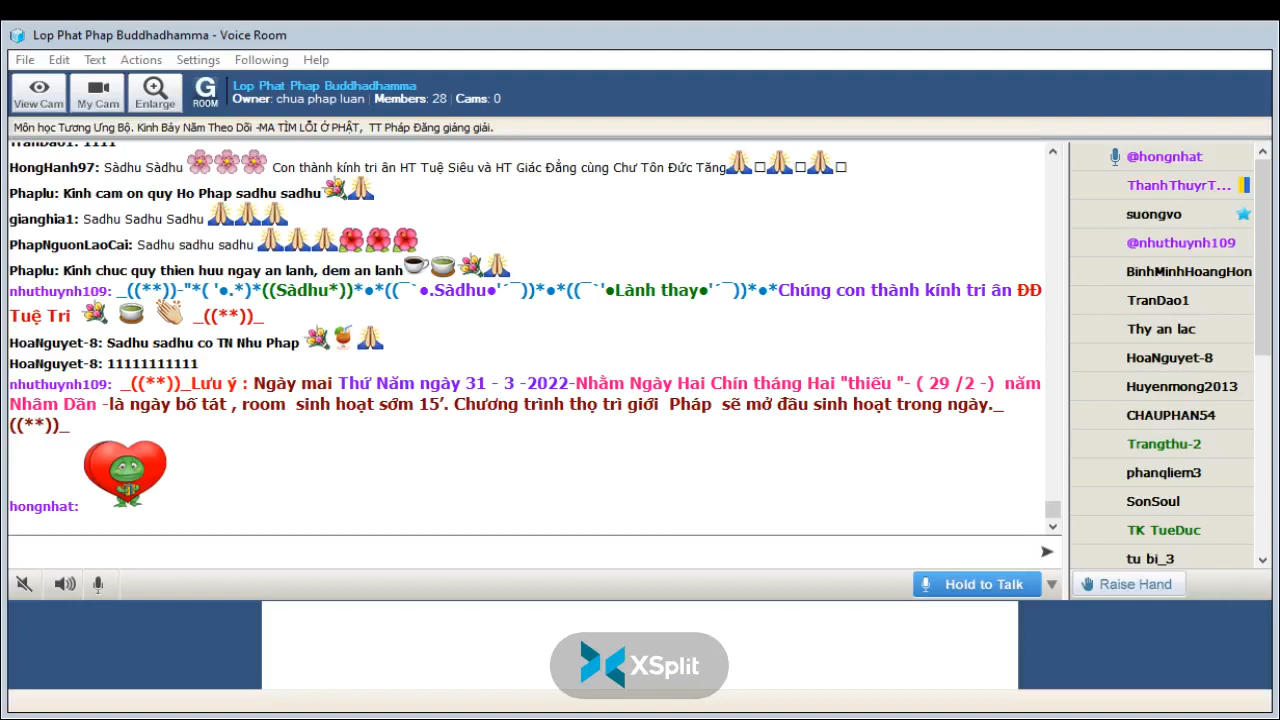 Lop Phat Phap Buddhadhamma - Voice Room
File Edit Text Actions Settings Following Help
View Cam My Cam Enlarge G ROOM
Lop Phat Phap Buddhadhamma
Owner: chua phap luan | Members: 28 | Cams: 0
Môn học Tương Ưng Bộ. Kinh Bảy Năm Theo Dõi -MA TÌM LỖI Ở PHẬT, TT Pháp Đăng giảng giải.
TranDao1: 1111
HongHanh97: Sàdhu Sàdhu Con thành kính tri ân HT Tuệ Siêu và HT Giác Đẳng cùng Chư Tôn Đức Tăng
Phaplu: Kinh cam on quy Ho Phap sadhu sadhu
gianghia1: Sadhu Sadhu Sadhu
PhapNguonLaoCai: Sadhu sadhu sadhu
Phaplu: Kinh chuc quy thien huu ngay an lanh, dem an lanh
nhuthuynh109: _((**))-"*( '●.*)*((Sàdhu*))*●*((¯`●.Sàdhu●'´¯))*●*((¯`'●Lành thay●'´¯))*●*Chúng con thành kính tri ân ĐĐ
Tuệ Tri _((**))_
HoaNguyet-8: Sadhu sadhu co TN Nhu Phap
HoaNguyet-8: 11111111111
nhuthuynh109: _((**))_Lưu ý : Ngày mai Thứ Năm ngày 31 - 3 -2022-Nhằm Ngày Hai Chín tháng Hai "thiếu "- ( 29 /2 -) năm
Nhâm Dần -là ngày bố tát , room sinh hoạt sớm 15’. Chương trình thọ trì giới Pháp sẽ mở đầu sinh hoạt trong ngày._
((**))_
hongnhat:
@hongnhat
ThanhThuyrT...
suongvo
@nhuthuynh109
BinhMinhHoangHon
TranDao1
Thy an lac
HoaNguyet-8
Huyenmong2013
CHAUPHAN54
Trangthu-2
phanqliem3
SonSoul
TK TueDuc
tu bi_3
Hold to Talk
Raise Hand
XSplit